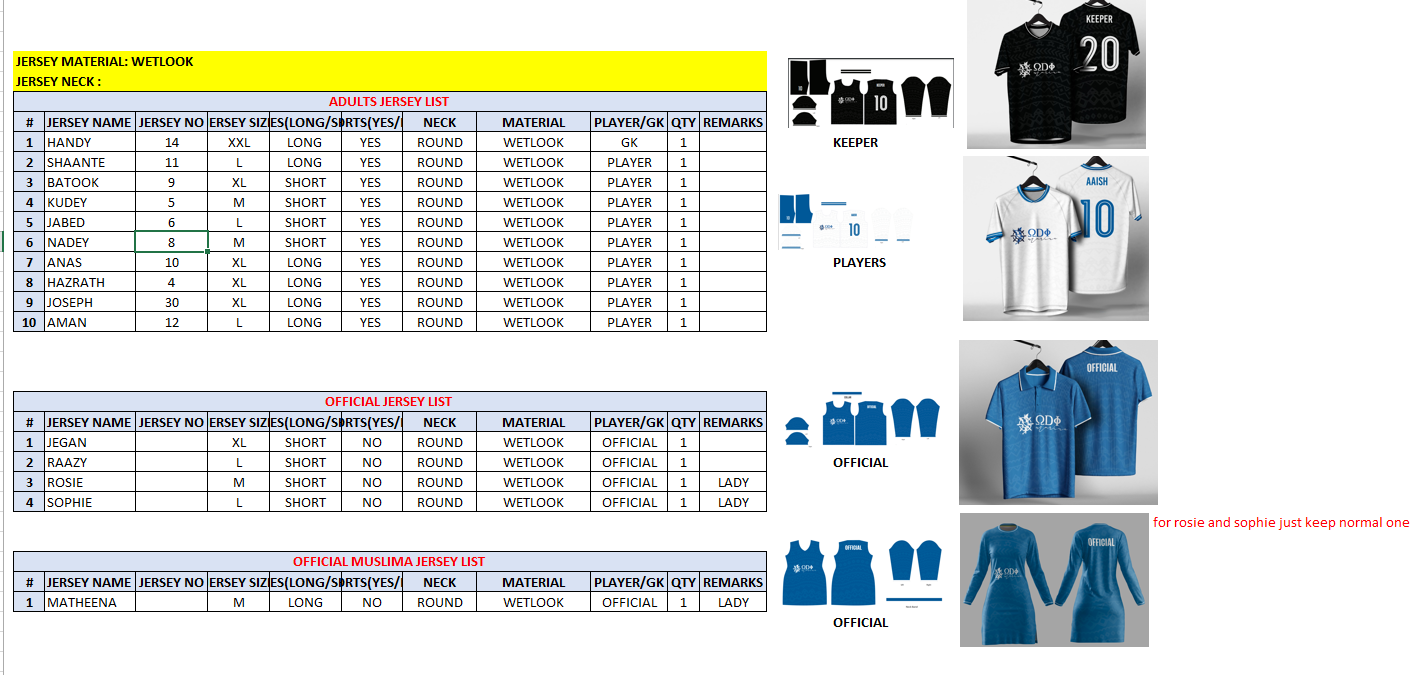 JERSEY MATERIAL: WETLOOK
JERSEY NECK :
ADULTS JERSEY LIST
# JERSEY NAME JERSEY NO ERSEY SIZ ES(LONG/S RTS(YES/ NECK MATERIAL PLAYER/GK QTY REMARKS
1 HANDY 14 XXL LONG YES ROUND WETLOOK GK 1
2 SHAANTE 11 L LONG YES ROUND WETLOOK PLAYER 1
3 BATOOK 9 XL SHORT YES ROUND WETLOOK PLAYER 1
4 KUDEY 5 M SHORT YES ROUND WETLOOK PLAYER 1
5 JABED 6 L SHORT YES ROUND WETLOOK PLAYER 1
6 NADEY 8 M SHORT YES ROUND WETLOOK PLAYER 1
7 ANAS 10 XL LONG YES ROUND WETLOOK PLAYER 1
8 HAZRATH 4 XL LONG YES ROUND WETLOOK PLAYER 1
9 JOSEPH 30 XL LONG YES ROUND WETLOOK PLAYER 1
10 AMAN 12 L LONG YES ROUND WETLOOK PLAYER 1
OFFICIAL JERSEY LIST
# JERSEY NAME JERSEY NO ERSEY SIZ ES(LONG/S RTS(YES/ NECK MATERIAL PLAYER/GK QTY REMARKS
1 JEGAN XL SHORT NO ROUND WETLOOK OFFICIAL 1
2 RAAZY L SHORT NO ROUND WETLOOK OFFICIAL 1
3 ROSIE M SHORT NO ROUND WETLOOK OFFICIAL 1 LADY
4 SOPHIE L SHORT NO ROUND WETLOOK OFFICIAL 1 LADY
OFFICIAL MUSLIMA JERSEY LIST
# JERSEY NAME JERSEY NO ERSEY SIZ ES(LONG/S RTS(YES/ NECK MATERIAL PLAYER/GK QTY REMARKS
1 MATHEENA M LONG NO ROUND WETLOOK OFFICIAL 1 LADY
10
KEEPER
KEEPER
20
ΩDΦ
10
PLAYERS
AAISH
10
ΩDΦ
OFFICIAL
OFFICIAL
ΩDΦ
for rosie and sophie just keep normal one
OFFICIAL
OFFICIAL
OFFICIAL
ΩDΦ